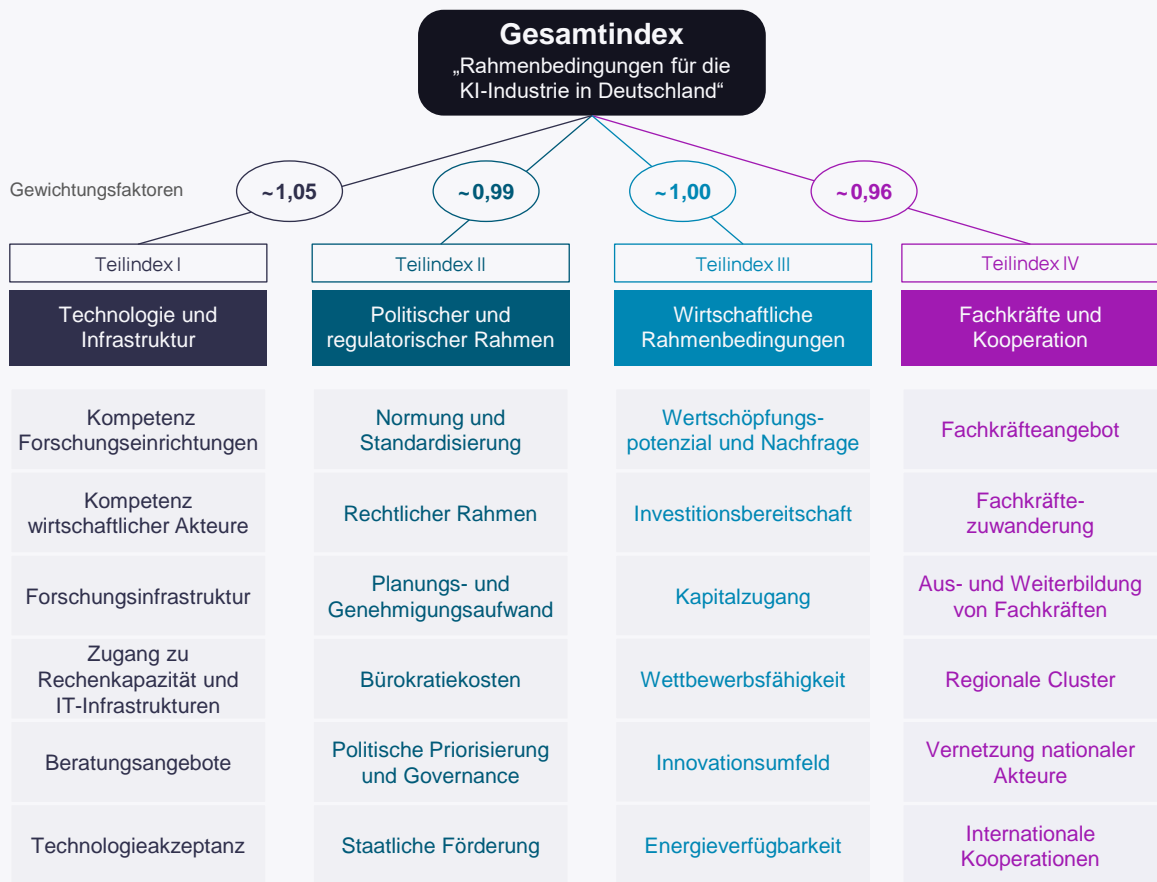 Gesamtindex
„Rahmenbedingungen für die
KI-Industrie in Deutschland“
Gewichtungsfaktoren
~1,05
~0,99
~1,00
~0,96
Teilindex I
Teilindex II
Teilindex III
Teilindex IV
Technologie und
Infrastruktur
Politischer und
regulatorischer Rahmen
Wirtschaftliche
Rahmenbedingungen
Fachkräfte und
Kooperation
Kompetenz
Forschungseinrichtungen
Normung und
Standardisierung
Wertschöpfungs-
potenzial und Nachfrage
Fachkräfteangebot
Kompetenz
wirtschaftlicher Akteure
Rechtlicher Rahmen
Investitionsbereitschaft
Fachkräfte-
zuwanderung
Forschungsinfrastruktur
Planungs- und
Genehmigungsaufwand
Kapitalzugang
Aus- und Weiterbildung
von Fachkräften
Zugang zu
Rechenkapazität und
IT-Infrastrukturen
Bürokratiekosten
Wettbewerbsfähigkeit
Regionale Cluster
Beratungsangebote
Politische Priorisierung
und Governance
Innovationsumfeld
Vernetzung nationaler
Akteure
Technologieakzeptanz
Staatliche Förderung
Energieverfügbarkeit
Internationale
Kooperationen